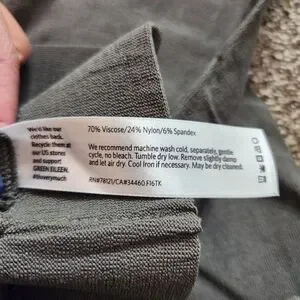 We'd like our
clothes back.
Recycle them at
our US stores
and support
GREEN EILEEN.
#threverymuch
70% Viscose/24% Nylon/6% Spandex
We recommend machine wash cold, separately, gentle
cycle, no bleach. Tumble dry low. Remove slightly damp
and let air dry. Cool Iron if necessary. May be dry cleaned.
RN#78121/CA#34460.F16TK